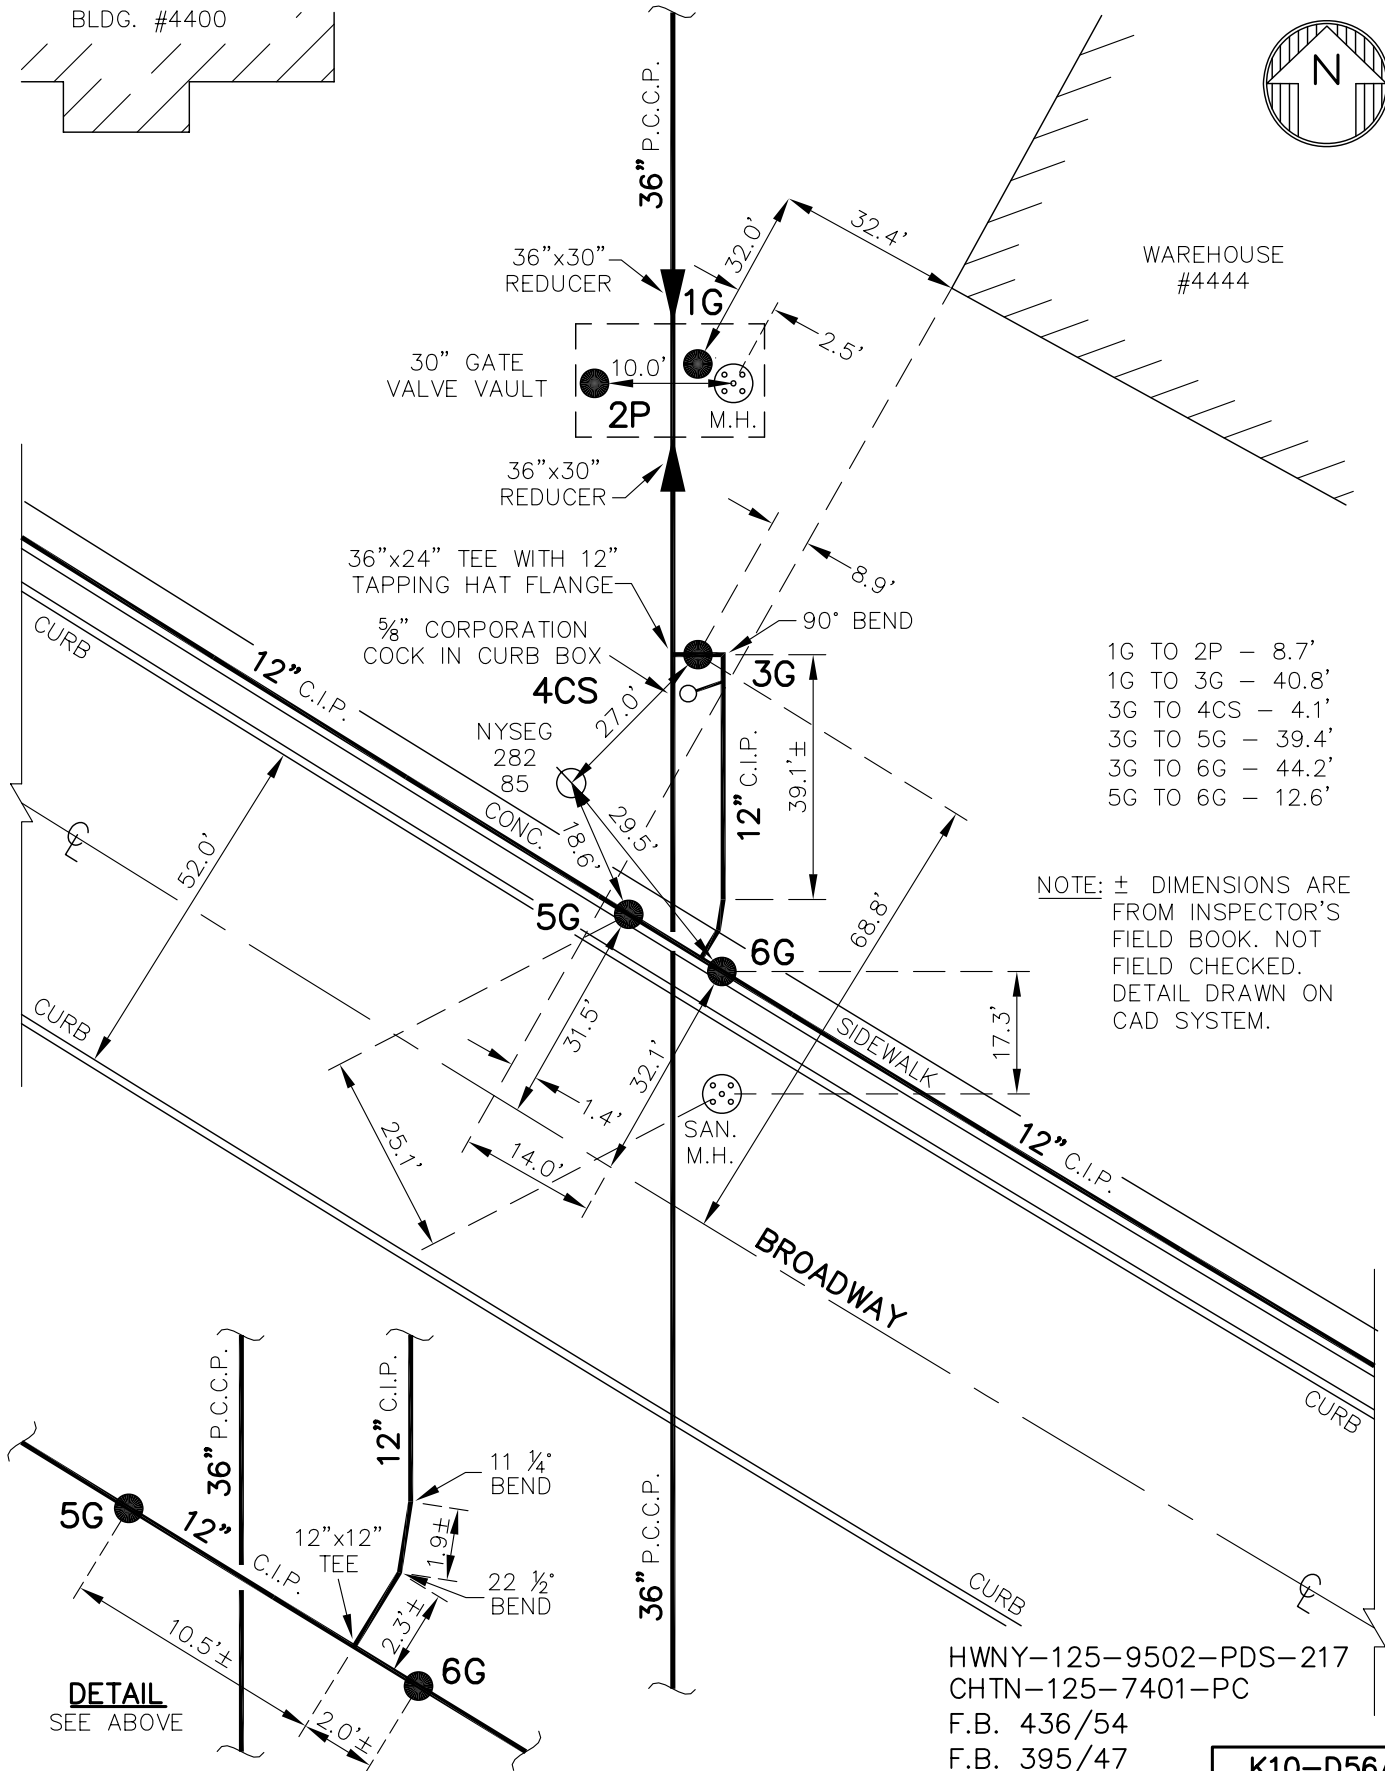 BLDG. #4400
N
36" P.C.C.P.
32.0'
32.4'
WAREHOUSE
#4444
36"x30"
REDUCER
1G
2.5'
30" GATE
VALVE VAULT
10.0'
2P
M.H.
36"x30"
REDUCER
36"x24" TEE WITH 12"
TAPPING HAT FLANGE
8.9'
90° BEND
⅝" CORPORATION
COCK IN CURB BOX
CURB
12" C.I.P.
4CS
3G
27.0'
1G TO 2P – 8.7'
1G TO 3G – 40.8'
3G TO 4CS – 4.1'
3G TO 5G – 39.4'
3G TO 6G – 44.2'
5G TO 6G – 12.6'
NYSEG
282
85
12" C.I.P.
39.1'±
CONC.
18.6'
29.5'
℄
52.0'
NOTE: ± DIMENSIONS ARE
FROM INSPECTOR'S
FIELD BOOK. NOT
FIELD CHECKED.
DETAIL DRAWN ON
CAD SYSTEM.
5G
6G
68.8'
CURB
31.5'
32.1'
SIDEWALK
17.3'
1.4'
25.1'
14.0'
SAN.
M.H.
12" C.I.P.
BROADWAY
CURB
36" P.C.C.P.
CURB
℄
36" P.C.C.P.
12" C.I.P.
11 ¼°
BEND
5G
12" C.I.P.
12"x12"
TEE
1.9±
22 ½°
BEND
2.3'±
10.5'±
6G
2.0'±
DETAIL
SEE ABOVE
HWNY–125–9502–PDS–217
CHTN–125–7401–PC
F.B. 436/54
F.B. 395/47